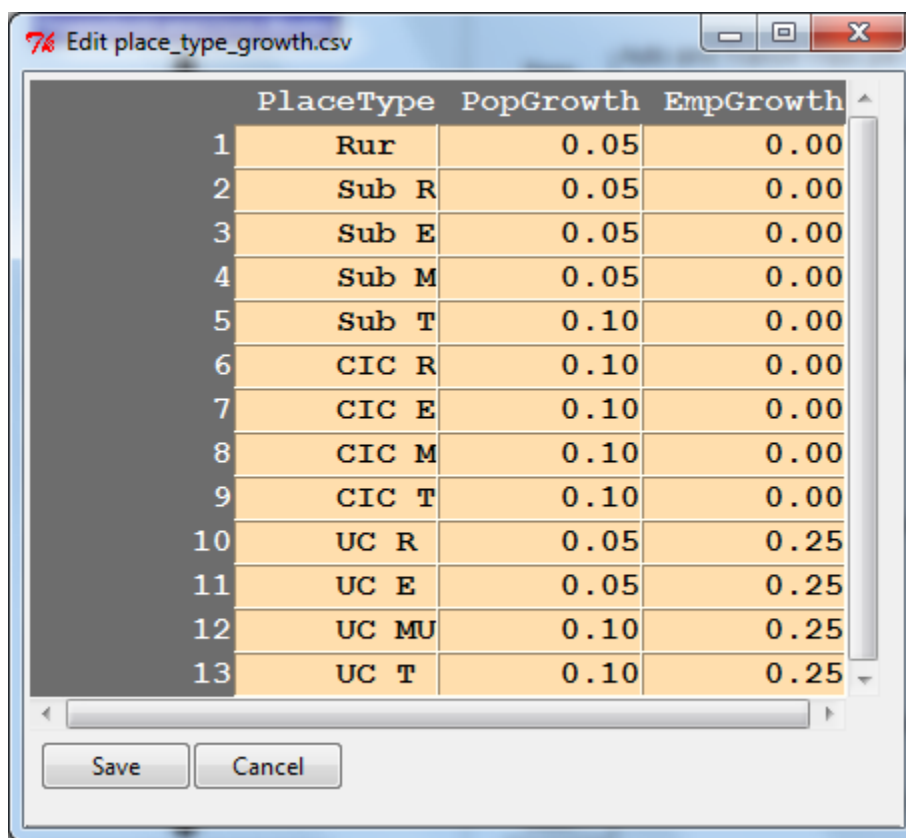 Edit place_type_growth.csv
PlaceType PopGrowth EmpGrowth
1 Rur 0.05 0.00
2 Sub R 0.05 0.00
3 Sub E 0.05 0.00
4 Sub M 0.05 0.00
5 Sub T 0.10 0.00
6 CIC R 0.10 0.00
7 CIC E 0.10 0.00
8 CIC M 0.10 0.00
9 CIC T 0.10 0.00
10 UC R 0.05 0.25
11 UC E 0.05 0.25
12 UC MU 0.10 0.25
13 UC T 0.10 0.25
Save Cancel